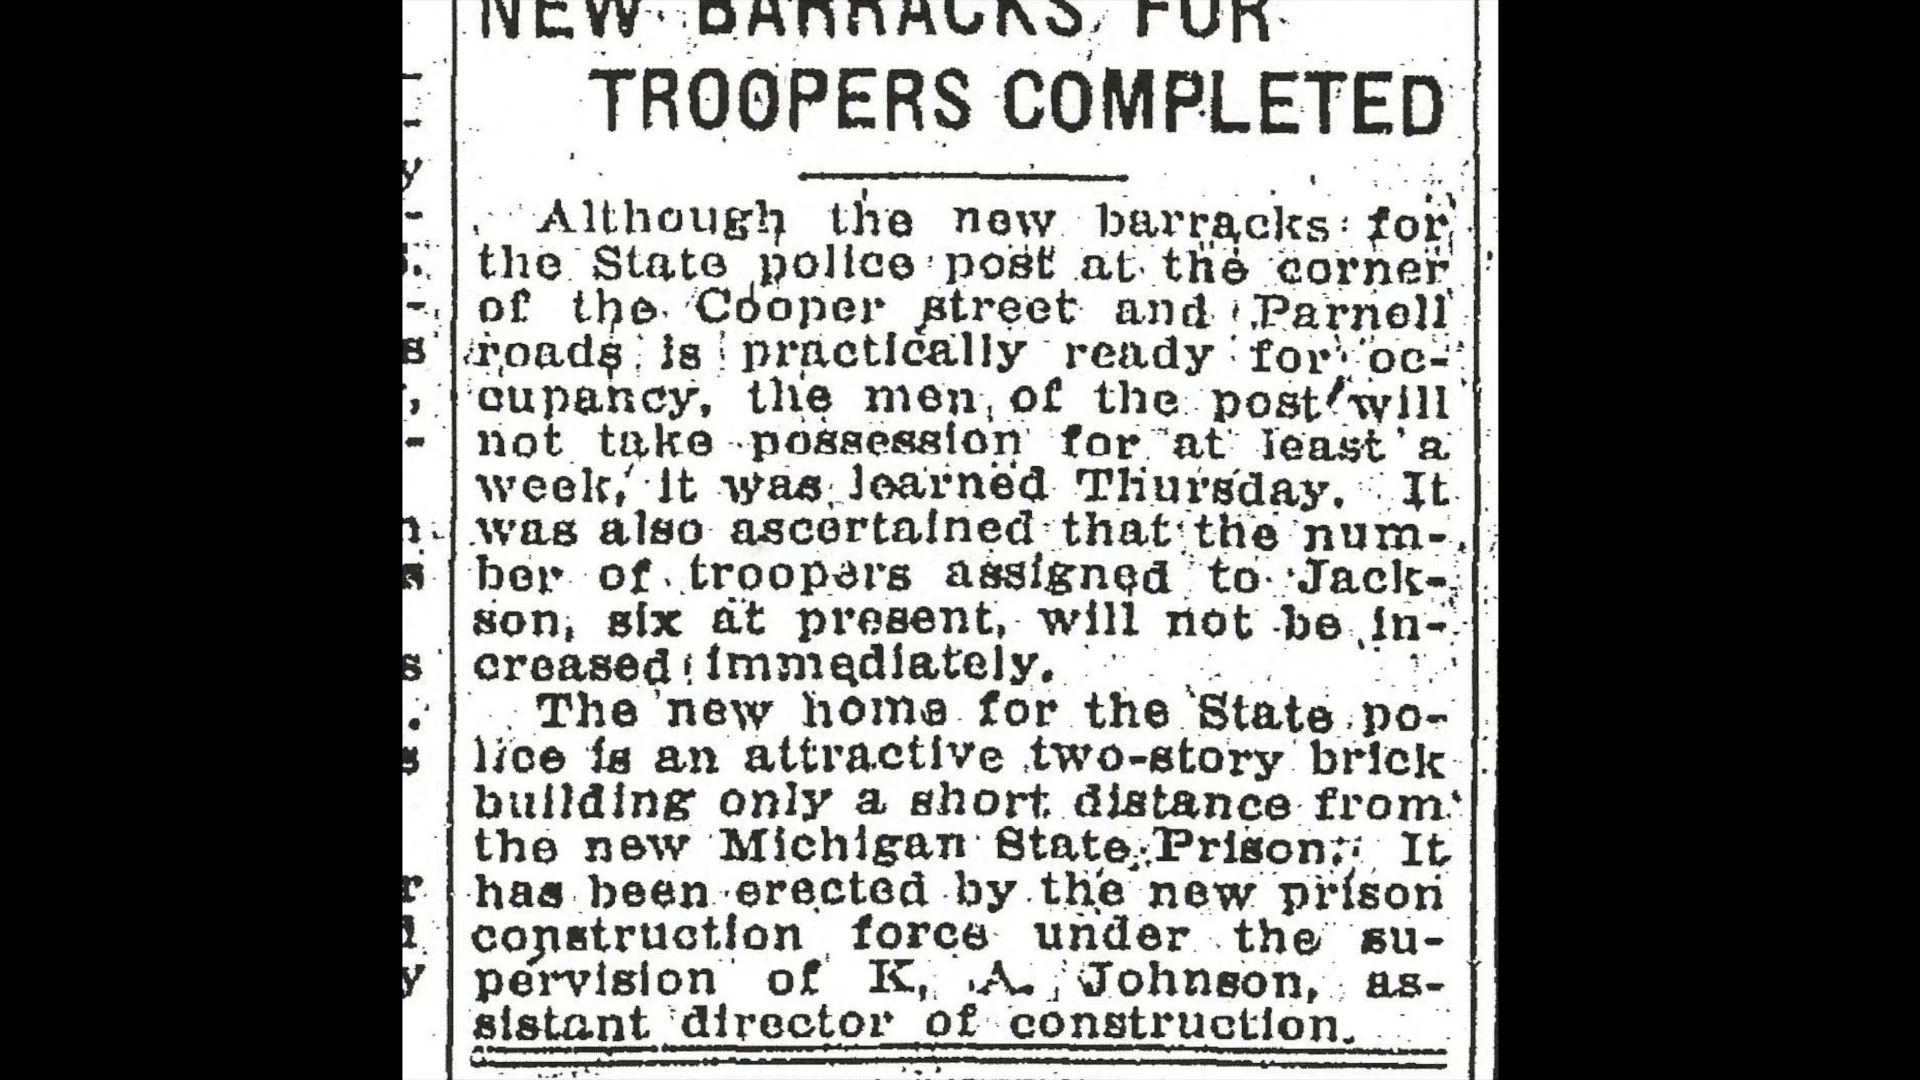 NEW BARRACKS FOR
TROOPERS COMPLETED
Although the new barracks for
the State police post at the corner
of the Cooper street and Parnell
roads is practically ready for oc-
cupancy, the men of the post will
not take possession for at least a
week, it was learned Thursday. It
was also ascertained that the num-
ber of troopers assigned to Jack-
son, six at present, will not be in-
creased immediately.
The new home for the State po-
lice is an attractive two-story brick
building only a short distance from
the new Michigan State Prison. It
has been erected by the new prison
construction force under the su-
pervision of K. A. Johnson, as-
sistant director of construction.